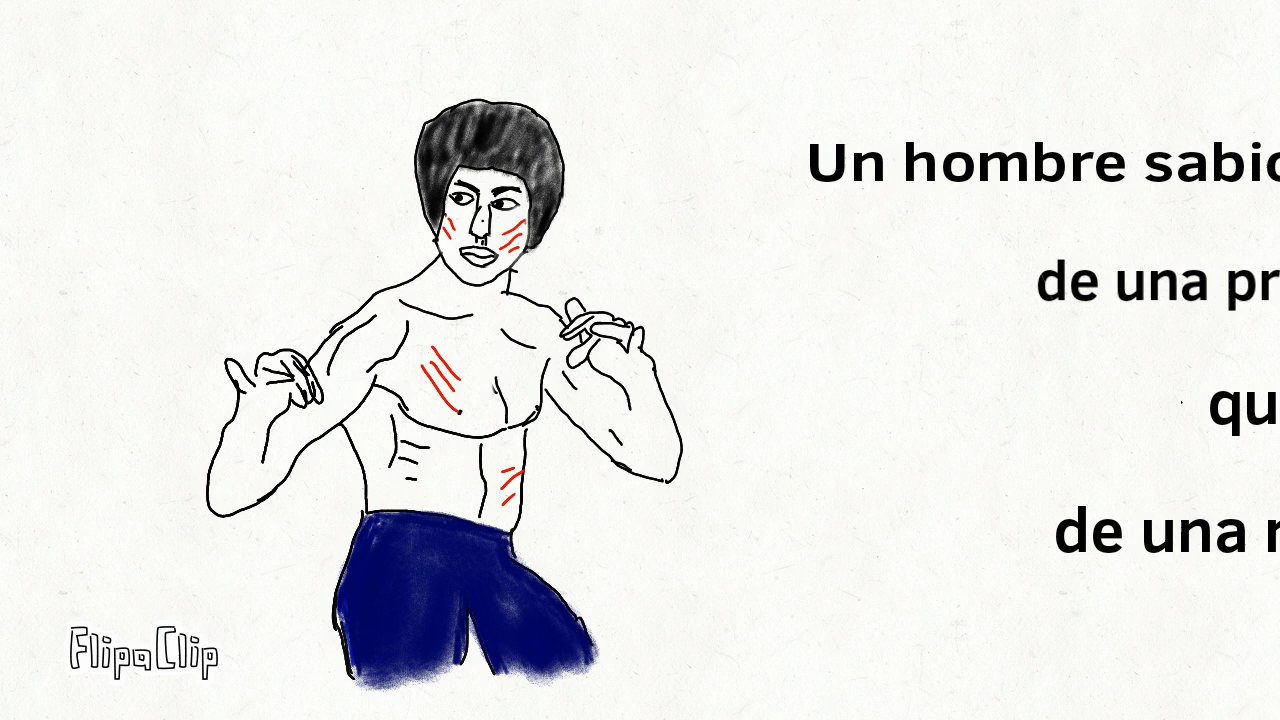 Un hombre sabio
de una pr
qu
de una
FlipaClip